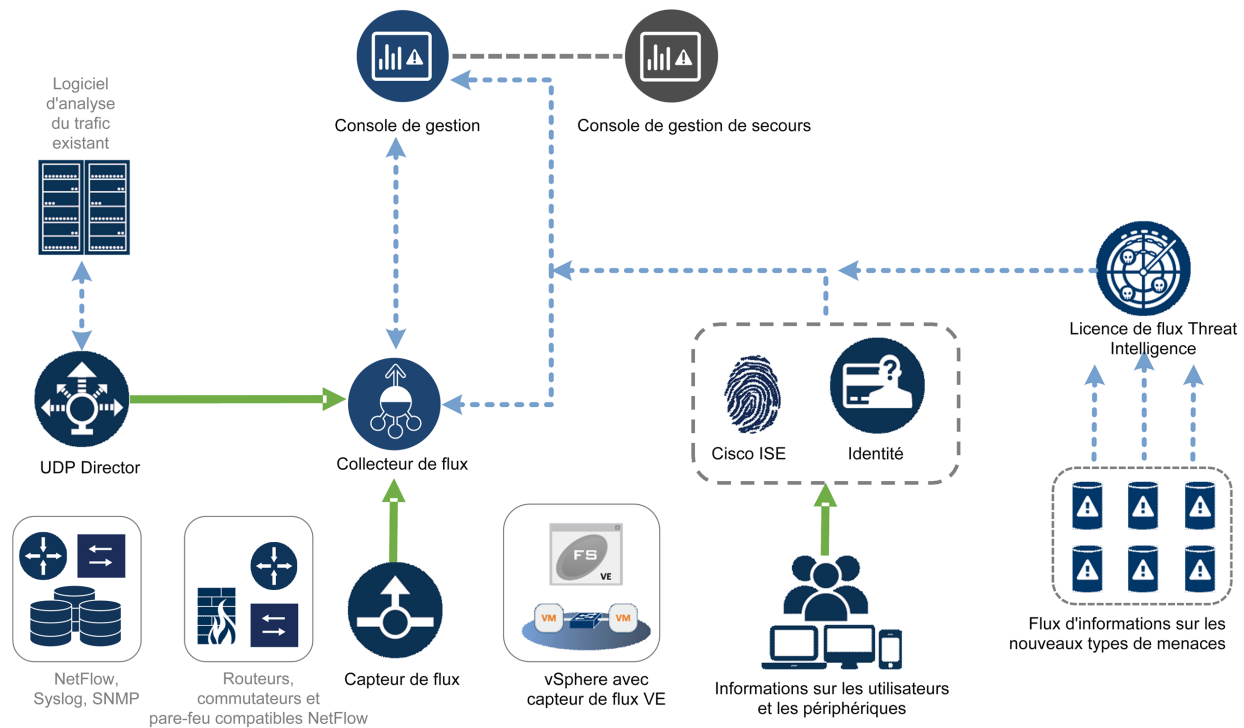 Console de gestion
Console de gestion de secours
Logiciel
d'analyse
du trafic
existant
Licence de flux Threat
Intelligence
UDP Director
Collecteur de flux
?
Cisco ISE
Identité
FS
VE
VM
VM
NetFlow,
Syslog, SNMP
Routeurs,
commutateurs et
pare-feu compatibles NetFlow
Capteur de flux
vSphere avec
capteur de flux VE
Informations sur les utilisateurs
et les périphériques
Flux d'informations sur les
nouveaux types de menaces